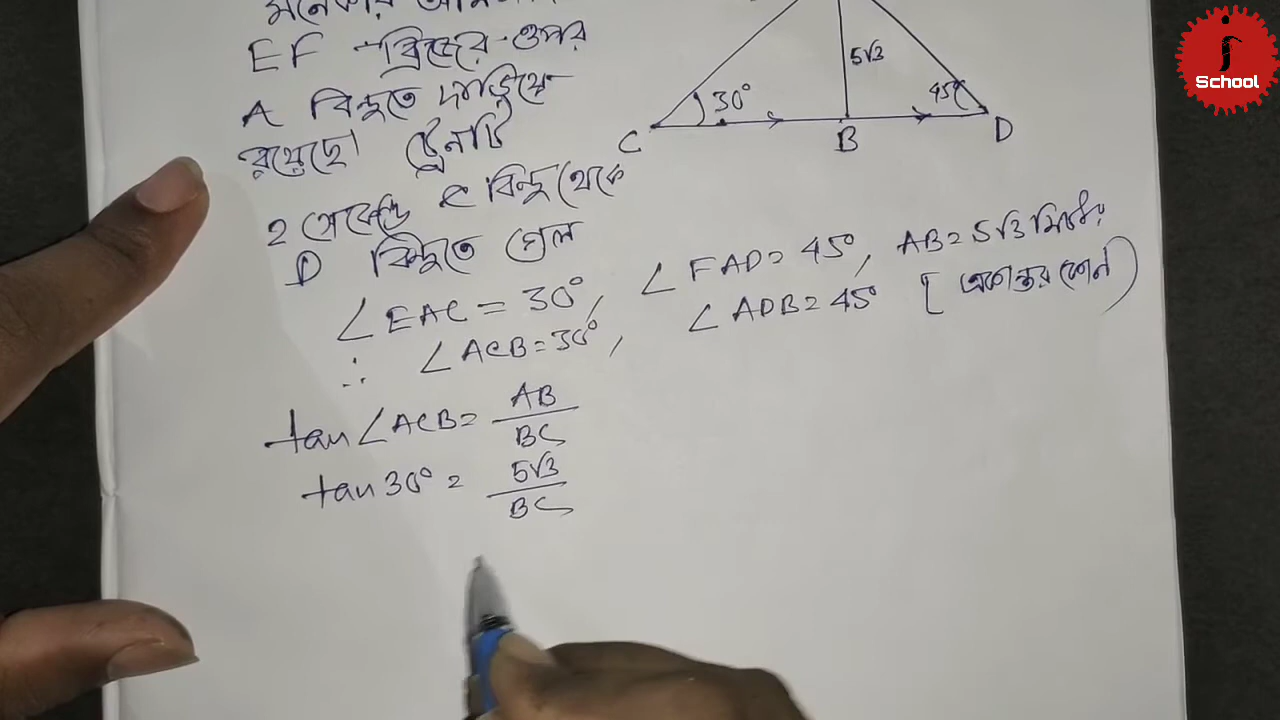 EF ব্রিজের ওপর
A বিন্দুতে দাঁড়িয়ে
রয়েছে। ট্রেনটি
2 সেকেন্ডে C বিন্দু থেকে
D বিন্দুতে গেল
∠EAC = 30°, ∠FAD = 45°, AB = 5√3 মিটার
∴ ∠ACB = 30°, ∠ADB = 45° [একান্তর কোণ)
tan∠ACB = AB/BC
tan 30° = 5√3/BC
5√3
30°
45°
C
B
D
School